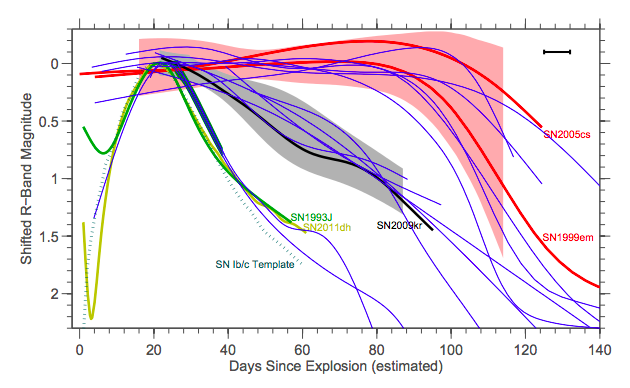 Shifted R-Band Magnitude
0
0.5
1
1.5
2
SN2005cs
SN1993J
SN2011dh
SN2009kr
SN1999em
SN Ib/c Template
0
20
40
60
80
100
120
140
Days Since Explosion (estimated)